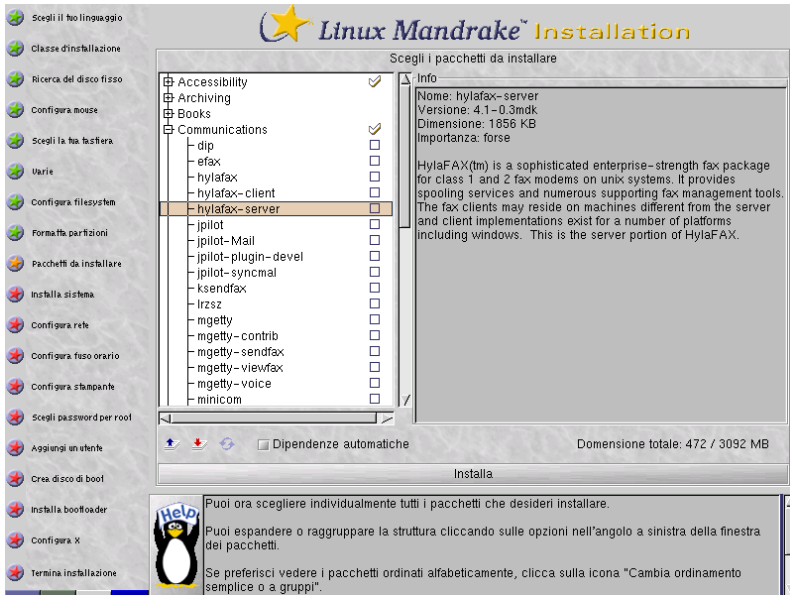 Scegli il tuo linguaggio
Classe d'installazione
Ricerca del disco fisso
Configura mouse
Scegli la tua tastiera
Varie
Configura filesystem
Formatta partizioni
Pacchetti da installare
Installa sistema
Configura rete
Configura fuso orario
Configura stampante
Scegli password per root
Aggiungi un utente
Crea disco di boot
Installa bootloader
Configura X
Termina installazione
Linux Mandrake™ Installation
Scegli i pacchetti da installare
Accessibility
Archiving
Books
Communications
dip
efax
hylafax
hylafax-client
hylafax-server
jpilot
jpilot-Mail
jpilot-plugin-devel
jpilot-syncmal
ksendfax
lrzsz
mgetty
mgetty-contrib
mgetty-sendfax
mgetty-viewfax
mgetty-voice
minicom
Info
Nome: hylafax-server
Versione: 4.1-0.3mdk
Dimensione: 1856 KB
Importanza: forse
HylaFAX(tm) is a sophisticated enterprise-strength fax package
for class 1 and 2 fax modems on unix systems. It provides
spooling services and numerous supporting fax management tools.
The fax clients may reside on machines different from the server
and client implementations exist for a number of platforms
including windows. This is the server portion of HylaFAX.
Dipendenze automatiche
Domensione totale: 472 / 3092 MB
Installa
Help
Puoi ora scegliere individualmente tutti i pacchetti che desideri installare.
Puoi espandere o raggruppare la struttura cliccando sulle opzioni nell'angolo a sinistra della finestra
dei pacchetti.
Se preferisci vedere i pacchetti ordinati alfabeticamente, clicca sulla icona "Cambia ordinamento
semplice o a gruppi".